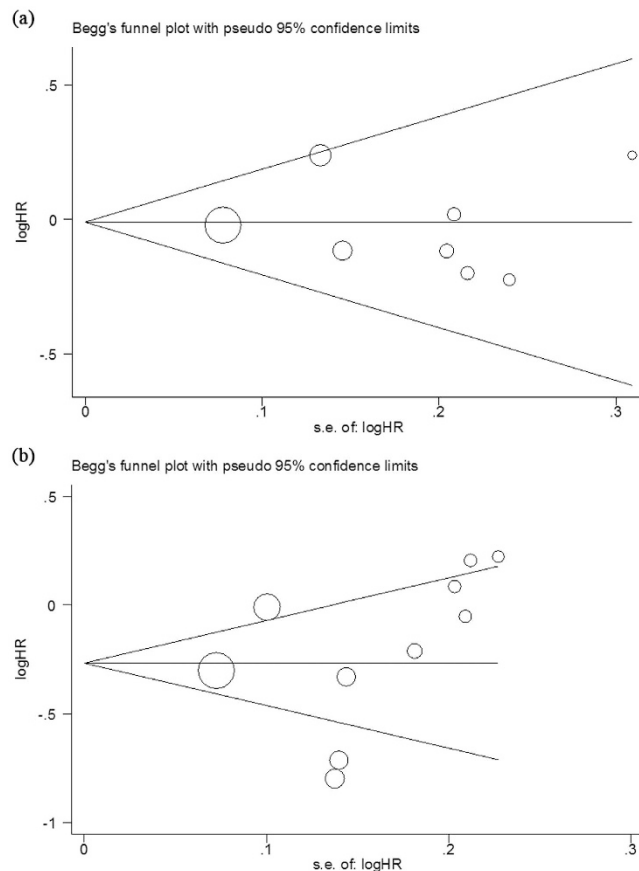 (a)
Begg's funnel plot with pseudo 95% confidence limits
.5
0
-.5
logHR
0 .1 .2 .3
s.e. of: logHR
(b)
Begg's funnel plot with pseudo 95% confidence limits
.5
0
-.5
-1
logHR
0 .1 .2 .3
s.e. of: logHR